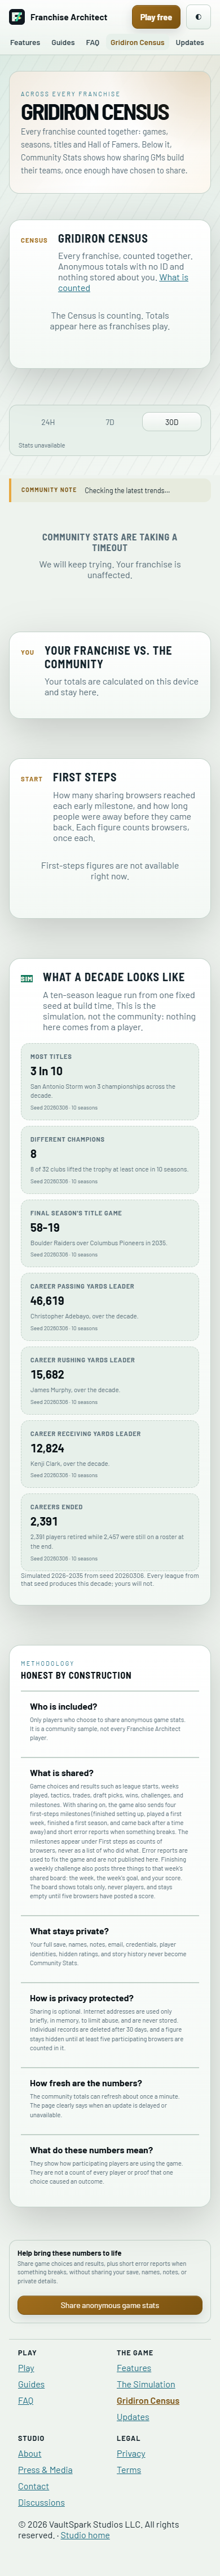 Franchise Architect
Play free
Features Guides FAQ Gridiron Census Updates
ACROSS EVERY FRANCHISE
GRIDIRON CENSUS
Every franchise counted together: games,
seasons, titles and Hall of Famers. Below it,
Community Stats shows how sharing GMs build
their teams, once enough have chosen to share.
CENSUS
GRIDIRON CENSUS
Every franchise, counted together.
Anonymous totals with no ID and
nothing stored about you. What is
counted
The Census is counting. Totals
appear here as franchises play.
24H 7D 30D
Stats unavailable
COMMUNITY NOTE Checking the latest trends…
COMMUNITY STATS ARE TAKING A
TIMEOUT
We will keep trying. Your franchise is
unaffected.
YOU
YOUR FRANCHISE VS. THE
COMMUNITY
Your totals are calculated on this device
and stay here.
START
FIRST STEPS
How many sharing browsers reached
each early milestone, and how long
people were away before they came
back. Each figure counts browsers,
once each.
First-steps figures are not available
right now.
SIM
WHAT A DECADE LOOKS LIKE
A ten-season league run from one fixed
seed at build time. This is the
simulation, not the community: nothing
here comes from a player.
MOST TITLES
3 in 10
San Antonio Storm won 3 championships across the
decade.
Seed 20260306 · 10 seasons
DIFFERENT CHAMPIONS
8
8 of 32 clubs lifted the trophy at least once in 10 seasons.
Seed 20260306 · 10 seasons
FINAL SEASON'S TITLE GAME
58-19
Boulder Raiders over Columbus Pioneers in 2035.
Seed 20260306 · 10 seasons
CAREER PASSING YARDS LEADER
46,619
Christopher Adebayo, over the decade.
Seed 20260306 · 10 seasons
CAREER RUSHING YARDS LEADER
15,682
James Murphy, over the decade.
Seed 20260306 · 10 seasons
CAREER RECEIVING YARDS LEADER
12,824
Kenji Clark, over the decade.
Seed 20260306 · 10 seasons
CAREERS ENDED
2,391
2,391 players retired while 2,457 were still on a roster at
the end.
Seed 20260306 · 10 seasons
Simulated 2026–2035 from seed 20260306. Every league from
that seed produces this decade; yours will not.
METHODOLOGY
HONEST BY CONSTRUCTION
Who is included?
Only players who choose to share anonymous game stats.
It is a community sample, not every Franchise Architect
player.
What is shared?
Game choices and results such as league starts, weeks
played, tactics, trades, draft picks, wins, challenges, and
milestones. With sharing on, the game also sends four
first-steps milestones (finished setting up, played a first
week, finished a first season, and came back after a time
away) and short error reports when something breaks. The
milestones appear under First steps as counts of
browsers, never as a list of who did what. Error reports are
used to fix the game and are not published here. Finishing
a weekly challenge also posts three things to that week's
shared board: the week, the week's goal, and your score.
The board shows totals only, never players, and stays
empty until five browsers have posted a score.
What stays private?
Your full save, names, notes, email, credentials, player
identities, hidden ratings, and story history never become
Community Stats.
How is privacy protected?
Sharing is optional. Internet addresses are used only
briefly, in memory, to limit abuse, and are never stored.
Individual records are deleted after 30 days, and a figure
stays hidden until at least five participating browsers are
counted in it.
How fresh are the numbers?
The community totals can refresh about once a minute.
The page clearly says when an update is delayed or
unavailable.
What do these numbers mean?
They show how participating players are using the game.
They are not a count of every player or proof that one
choice caused an outcome.
Help bring these numbers to life
Share game choices and results, plus short error reports when
something breaks, without sharing your save, names, notes, or
private details.
Share anonymous game stats
PLAY
Play
Guides
FAQ
THE GAME
Features
The Simulation
Gridiron Census
Updates
STUDIO
About
Press & Media
Contact
Discussions
LEGAL
Privacy
Terms
© 2026 VaultSpark Studios LLC. All rights
reserved. · Studio home